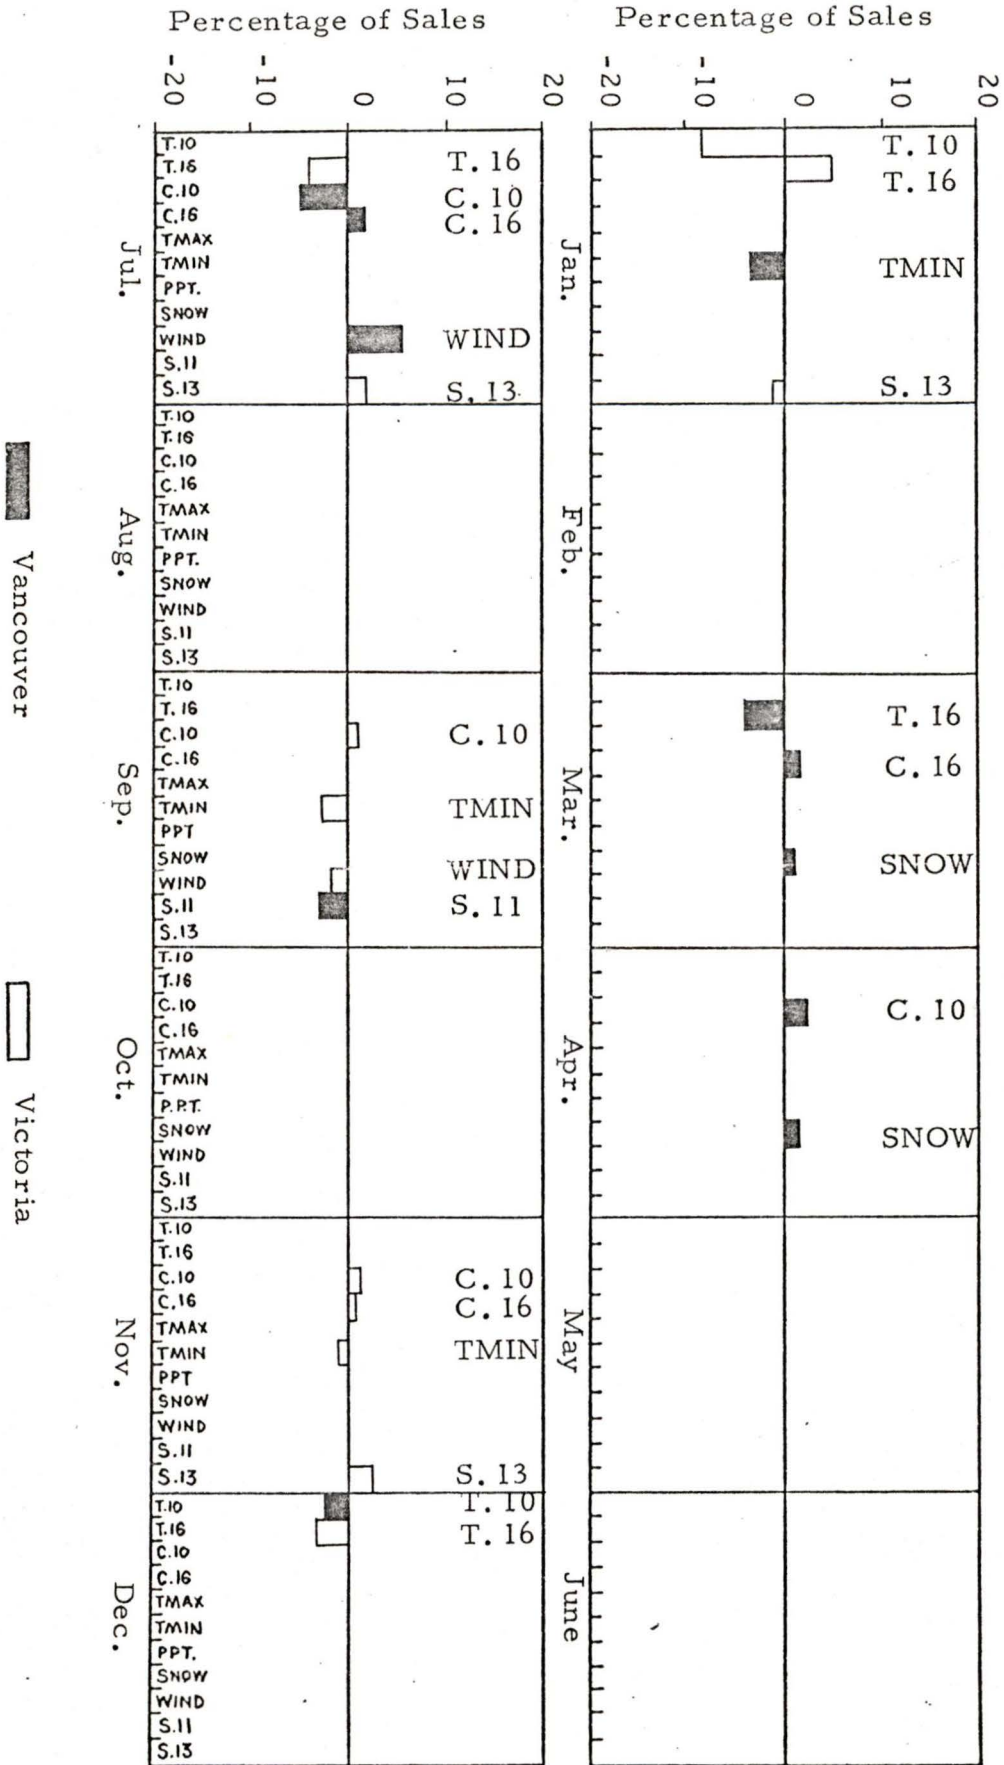 Percentage of Sales
Percentage of Sales
-20
-10
0
10
20
-20
-10
0
10
20
T.10
T.16
C.10
C.16
TMAX
TMIN
PPT.
SNOW
WIND
S.11
S.13
Jul.
T. 16
C. 10
C. 16
WIND
S. 13
Jan.
T. 10
T. 16
TMIN
S. 13
T.10
T.16
C.10
C.16
TMAX
TMIN
PPT.
SNOW
WIND
S.11
S.13
Aug.
Feb.
T.10
T.16
C.10
C.16
TMAX
TMIN
PPT
SNOW
WIND
S.11
S.13
Sep.
C. 10
TMIN
WIND
S. 11
Mar.
T. 16
C. 16
SNOW
T.10
T.16
C.10
C.16
TMAX
TMIN
P.P.T.
SNOW
WIND
S.11
S.13
Oct.
Apr.
C. 10
SNOW
T.10
T.16
C.10
C.16
TMAX
TMIN
PPT
SNOW
WIND
S.11
S.13
Nov.
C. 10
C. 16
TMIN
S. 13
May
T.10
T.16
C.10
C.16
TMAX
TMIN
PPT.
SNOW
WIND
S.11
S.13
Dec.
T. 10
T. 16
June
Vancouver
Victoria